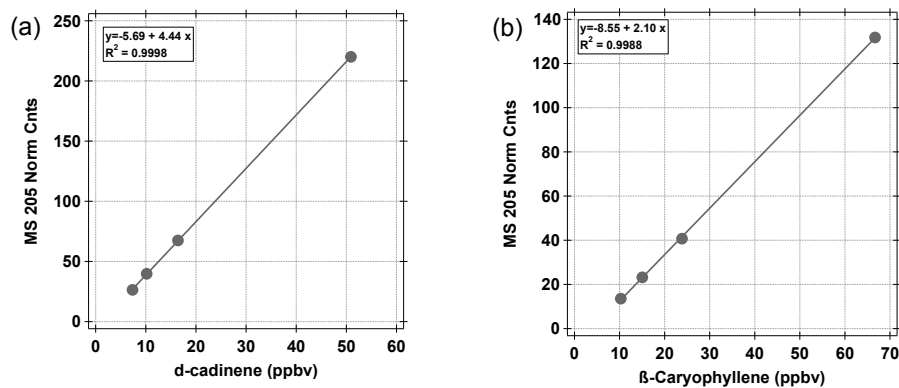 (a)
y=-5.69 + 4.44 x
R² = 0.9998
MS 205 Norm Cnts
250
200
150
100
50
0
0 10 20 30 40 50 60
d-cadinene (ppbv)
(b)
y=-8.55 + 2.10 x
R² = 0.9988
MS 205 Norm Cnts
140
120
100
80
60
40
20
0
0 10 20 30 40 50 60 70
ß-Caryophyllene (ppbv)